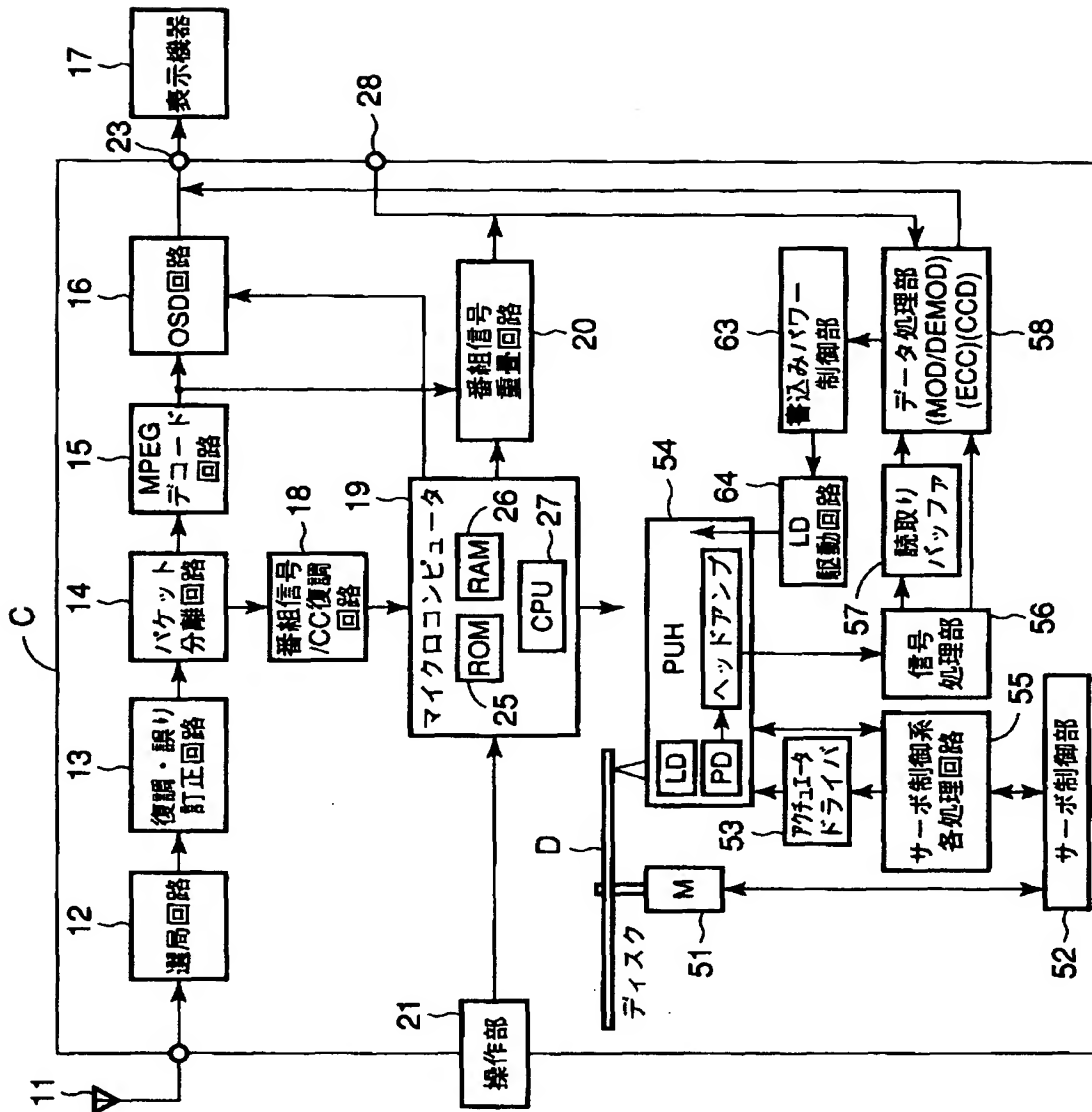 C
11
12
選局回路
13
復調・誤り
訂正回路
14
パケット
分離回路
15
MPEG
デコード
回路
16
OSD回路
23
17
表示機器
28
18
番組信号
/CC復調
回路
19
マイクロコンピュータ
ROM
25
RAM
26
CPU
27
番組信号
重畳回路
20
21
操作部
D
ディスク
M
51
PUH
54
LD
PD
ヘッドアンプ
53
アクチュエータ
ドライバ
64
LD
駆動回路
63
書込みパワー
制御部
57
読取り
バッファ
データ処理部
(MOD/DEMOD)
(ECC)(CCD)
58
信号
処理部
56
サーボ制御系
各処理回路
55
サーボ制御部
52